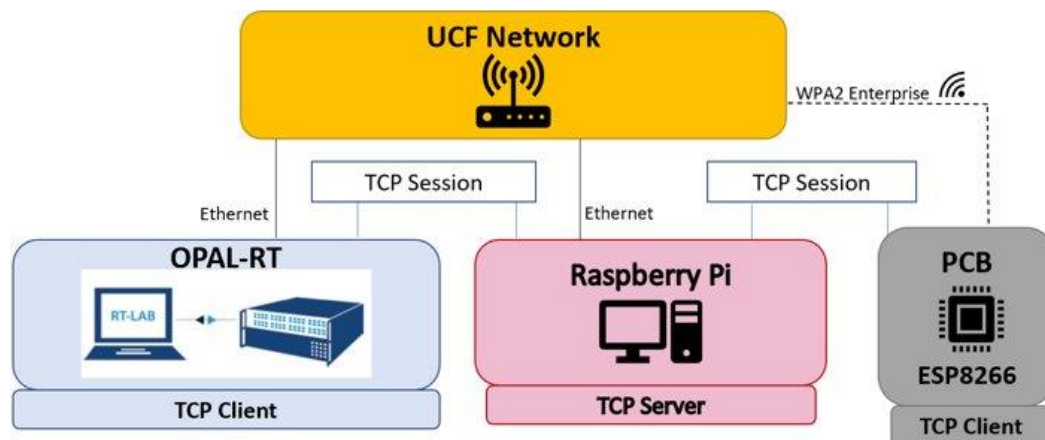 UCF Network
WPA2 Enterprise
TCP Session
TCP Session
Ethernet
Ethernet
OPAL-RT
RT-LAB
Raspberry Pi
PCB
ESP8266
TCP Client
TCP Server
TCP Client